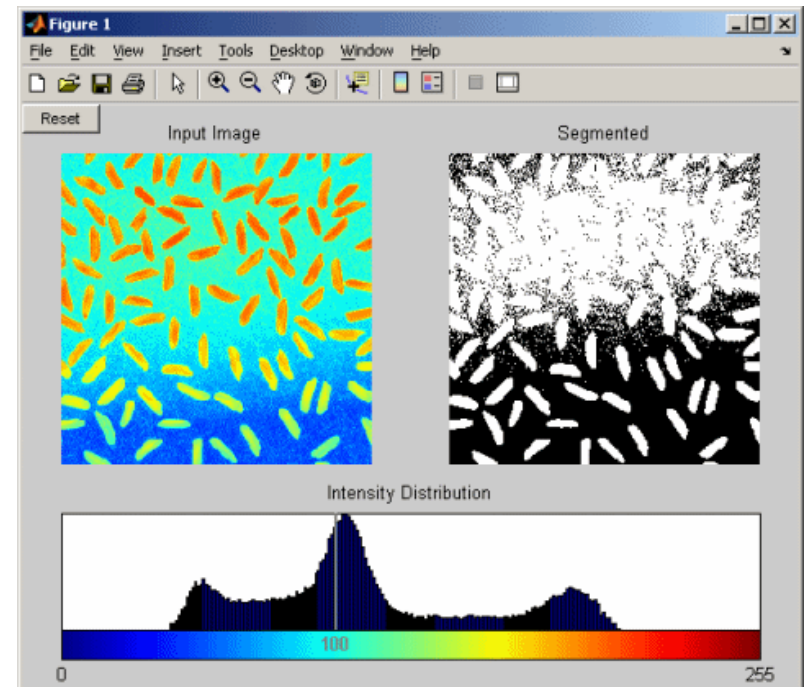 Figure 1
File Edit View Insert Tools Desktop Window Help
Reset
Input Image
Segmented
Intensity Distribution
100
0
255